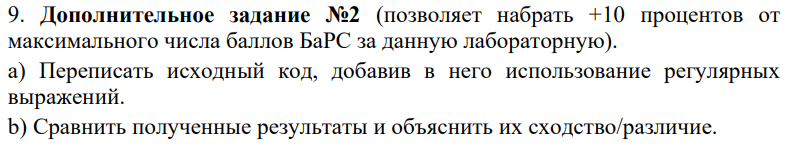 9. Дополнительное задание №2 (позволяет набрать +10 процентов от
максимального числа баллов БаРС за данную лабораторную).
a) Переписать исходный код, добавив в него использование регулярных
выражений.
b) Сравнить полученные результаты и объяснить их сходство/различие.